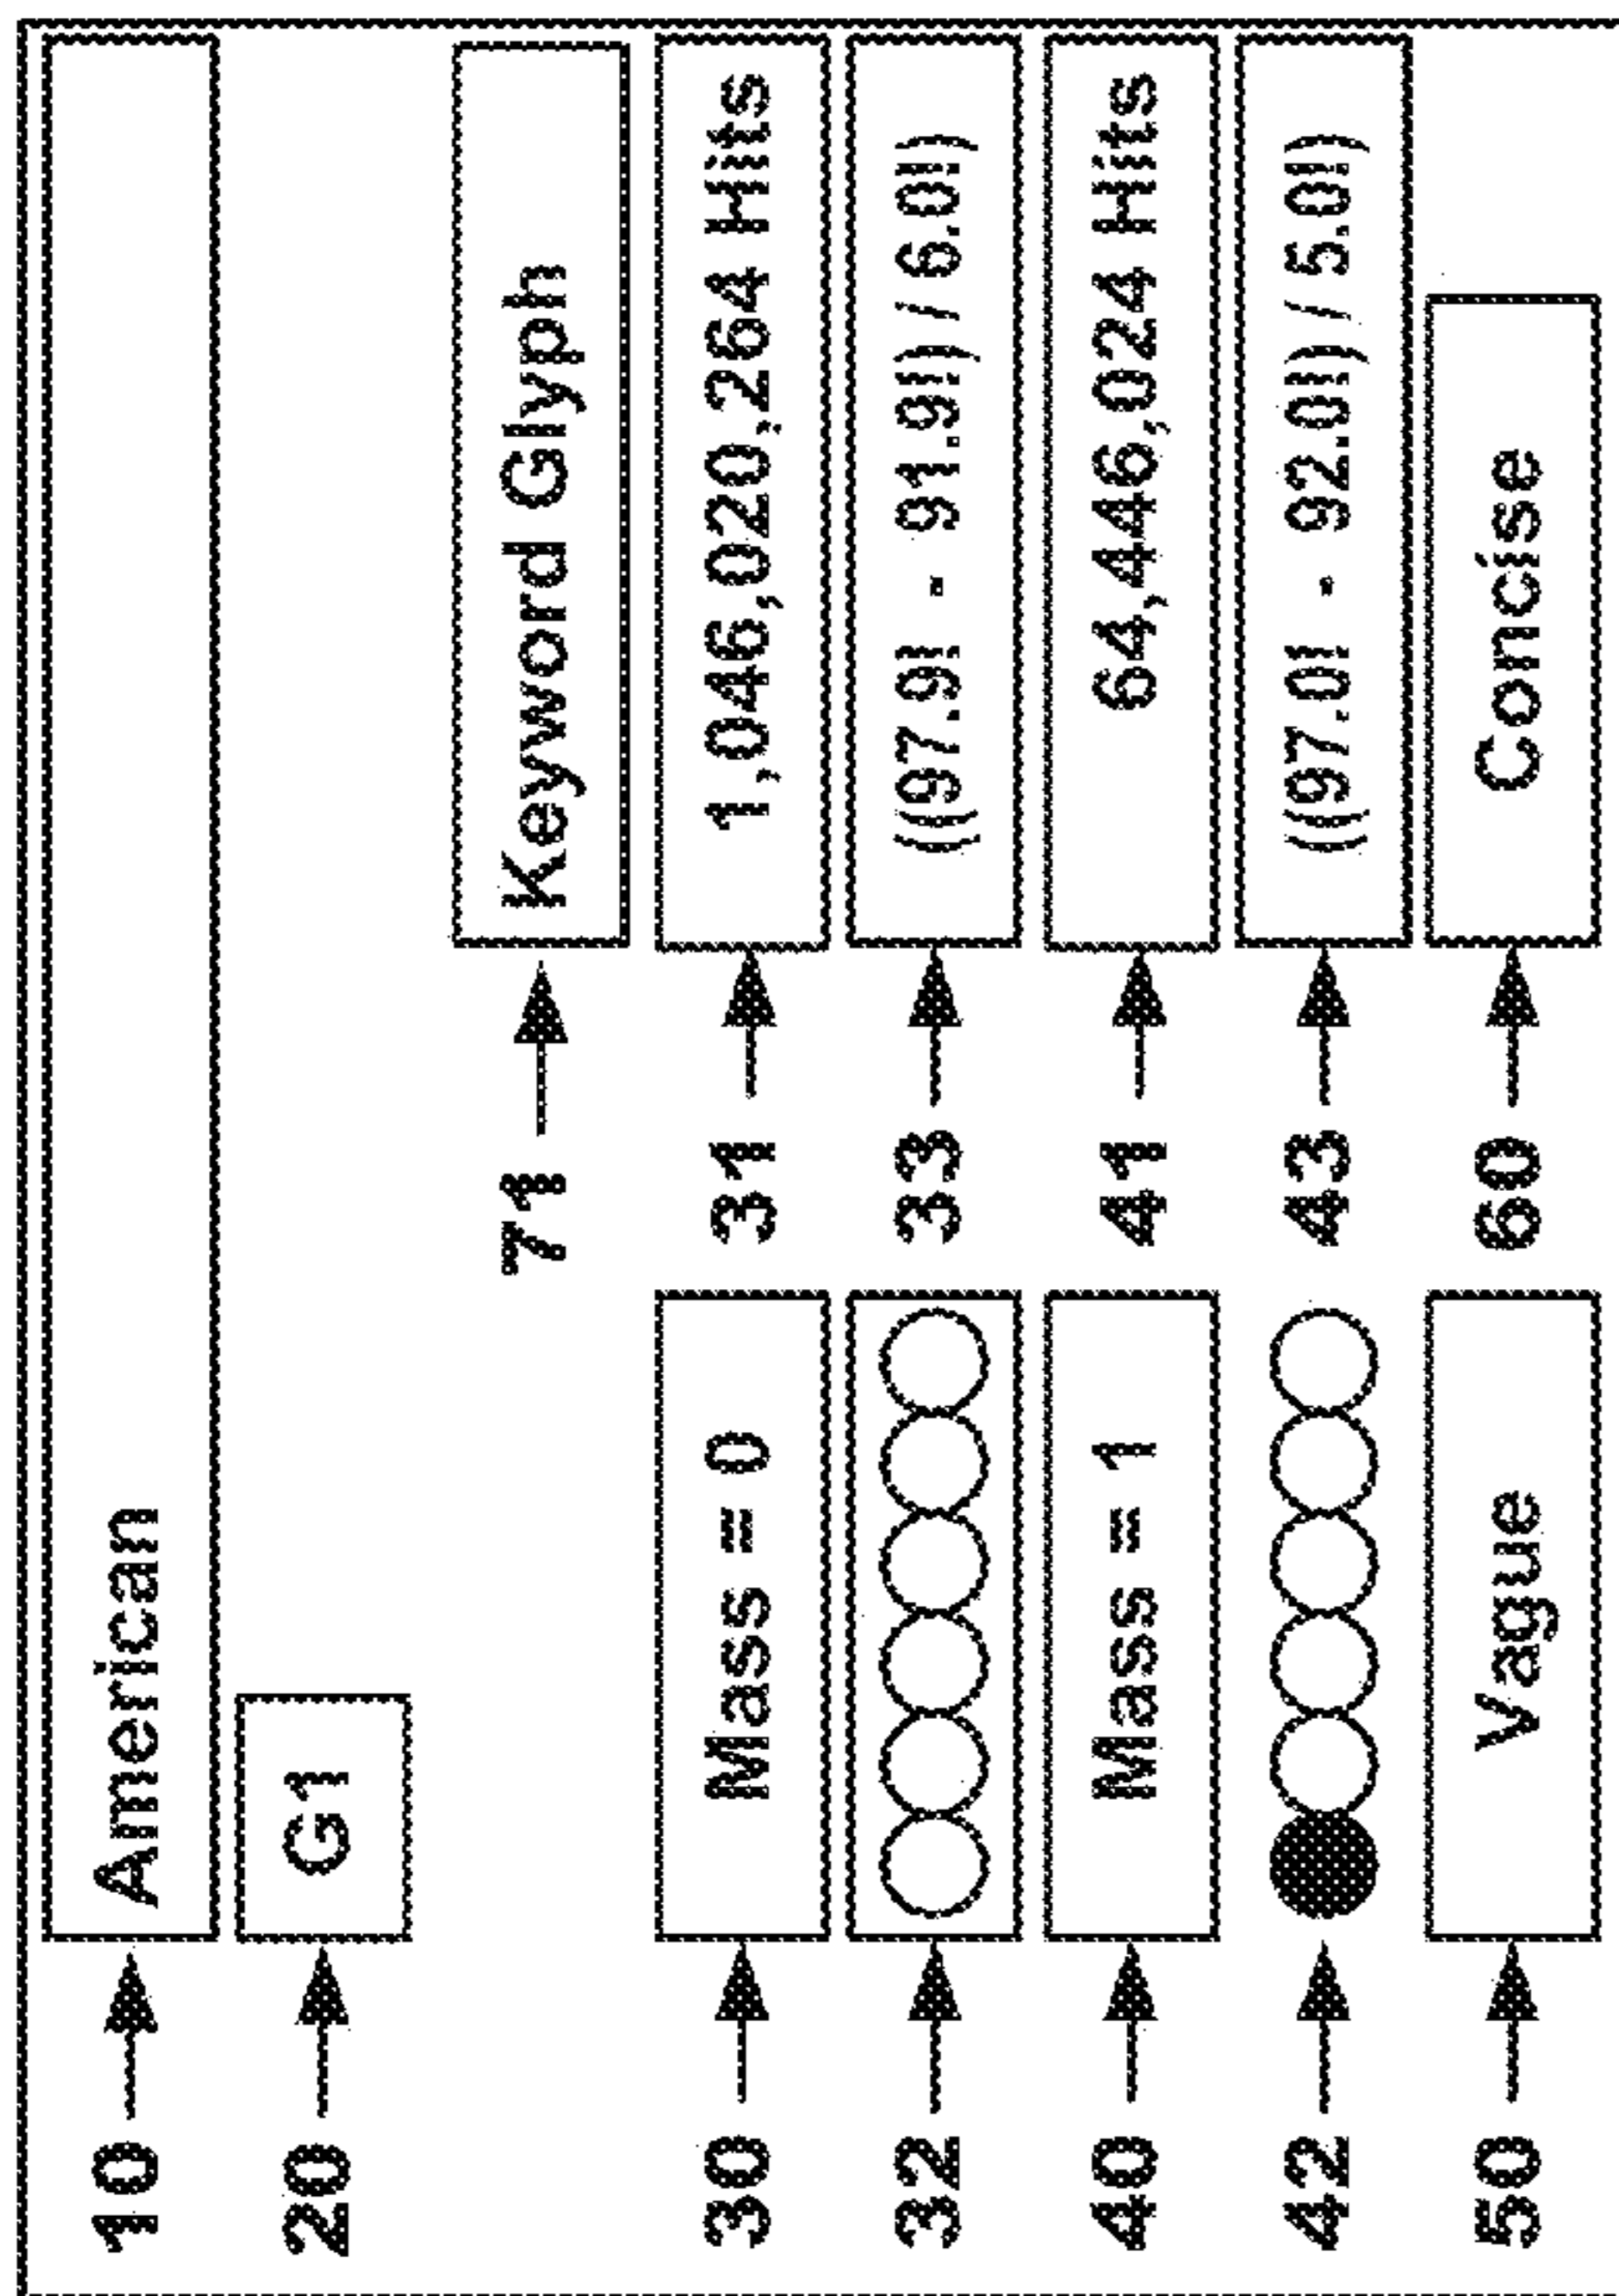 10 American
20 G1
71 Keyword Glyph
30 Mass = 0 31 1,046,020,264 Hits
32 33 ((97.9! - 91.9!) / 6.0!)
40 Mass = 1 41 64,446,024 Hits
42 43 ((97.0! - 92.0!) / 5.0!)
50 Vague 60 Concise